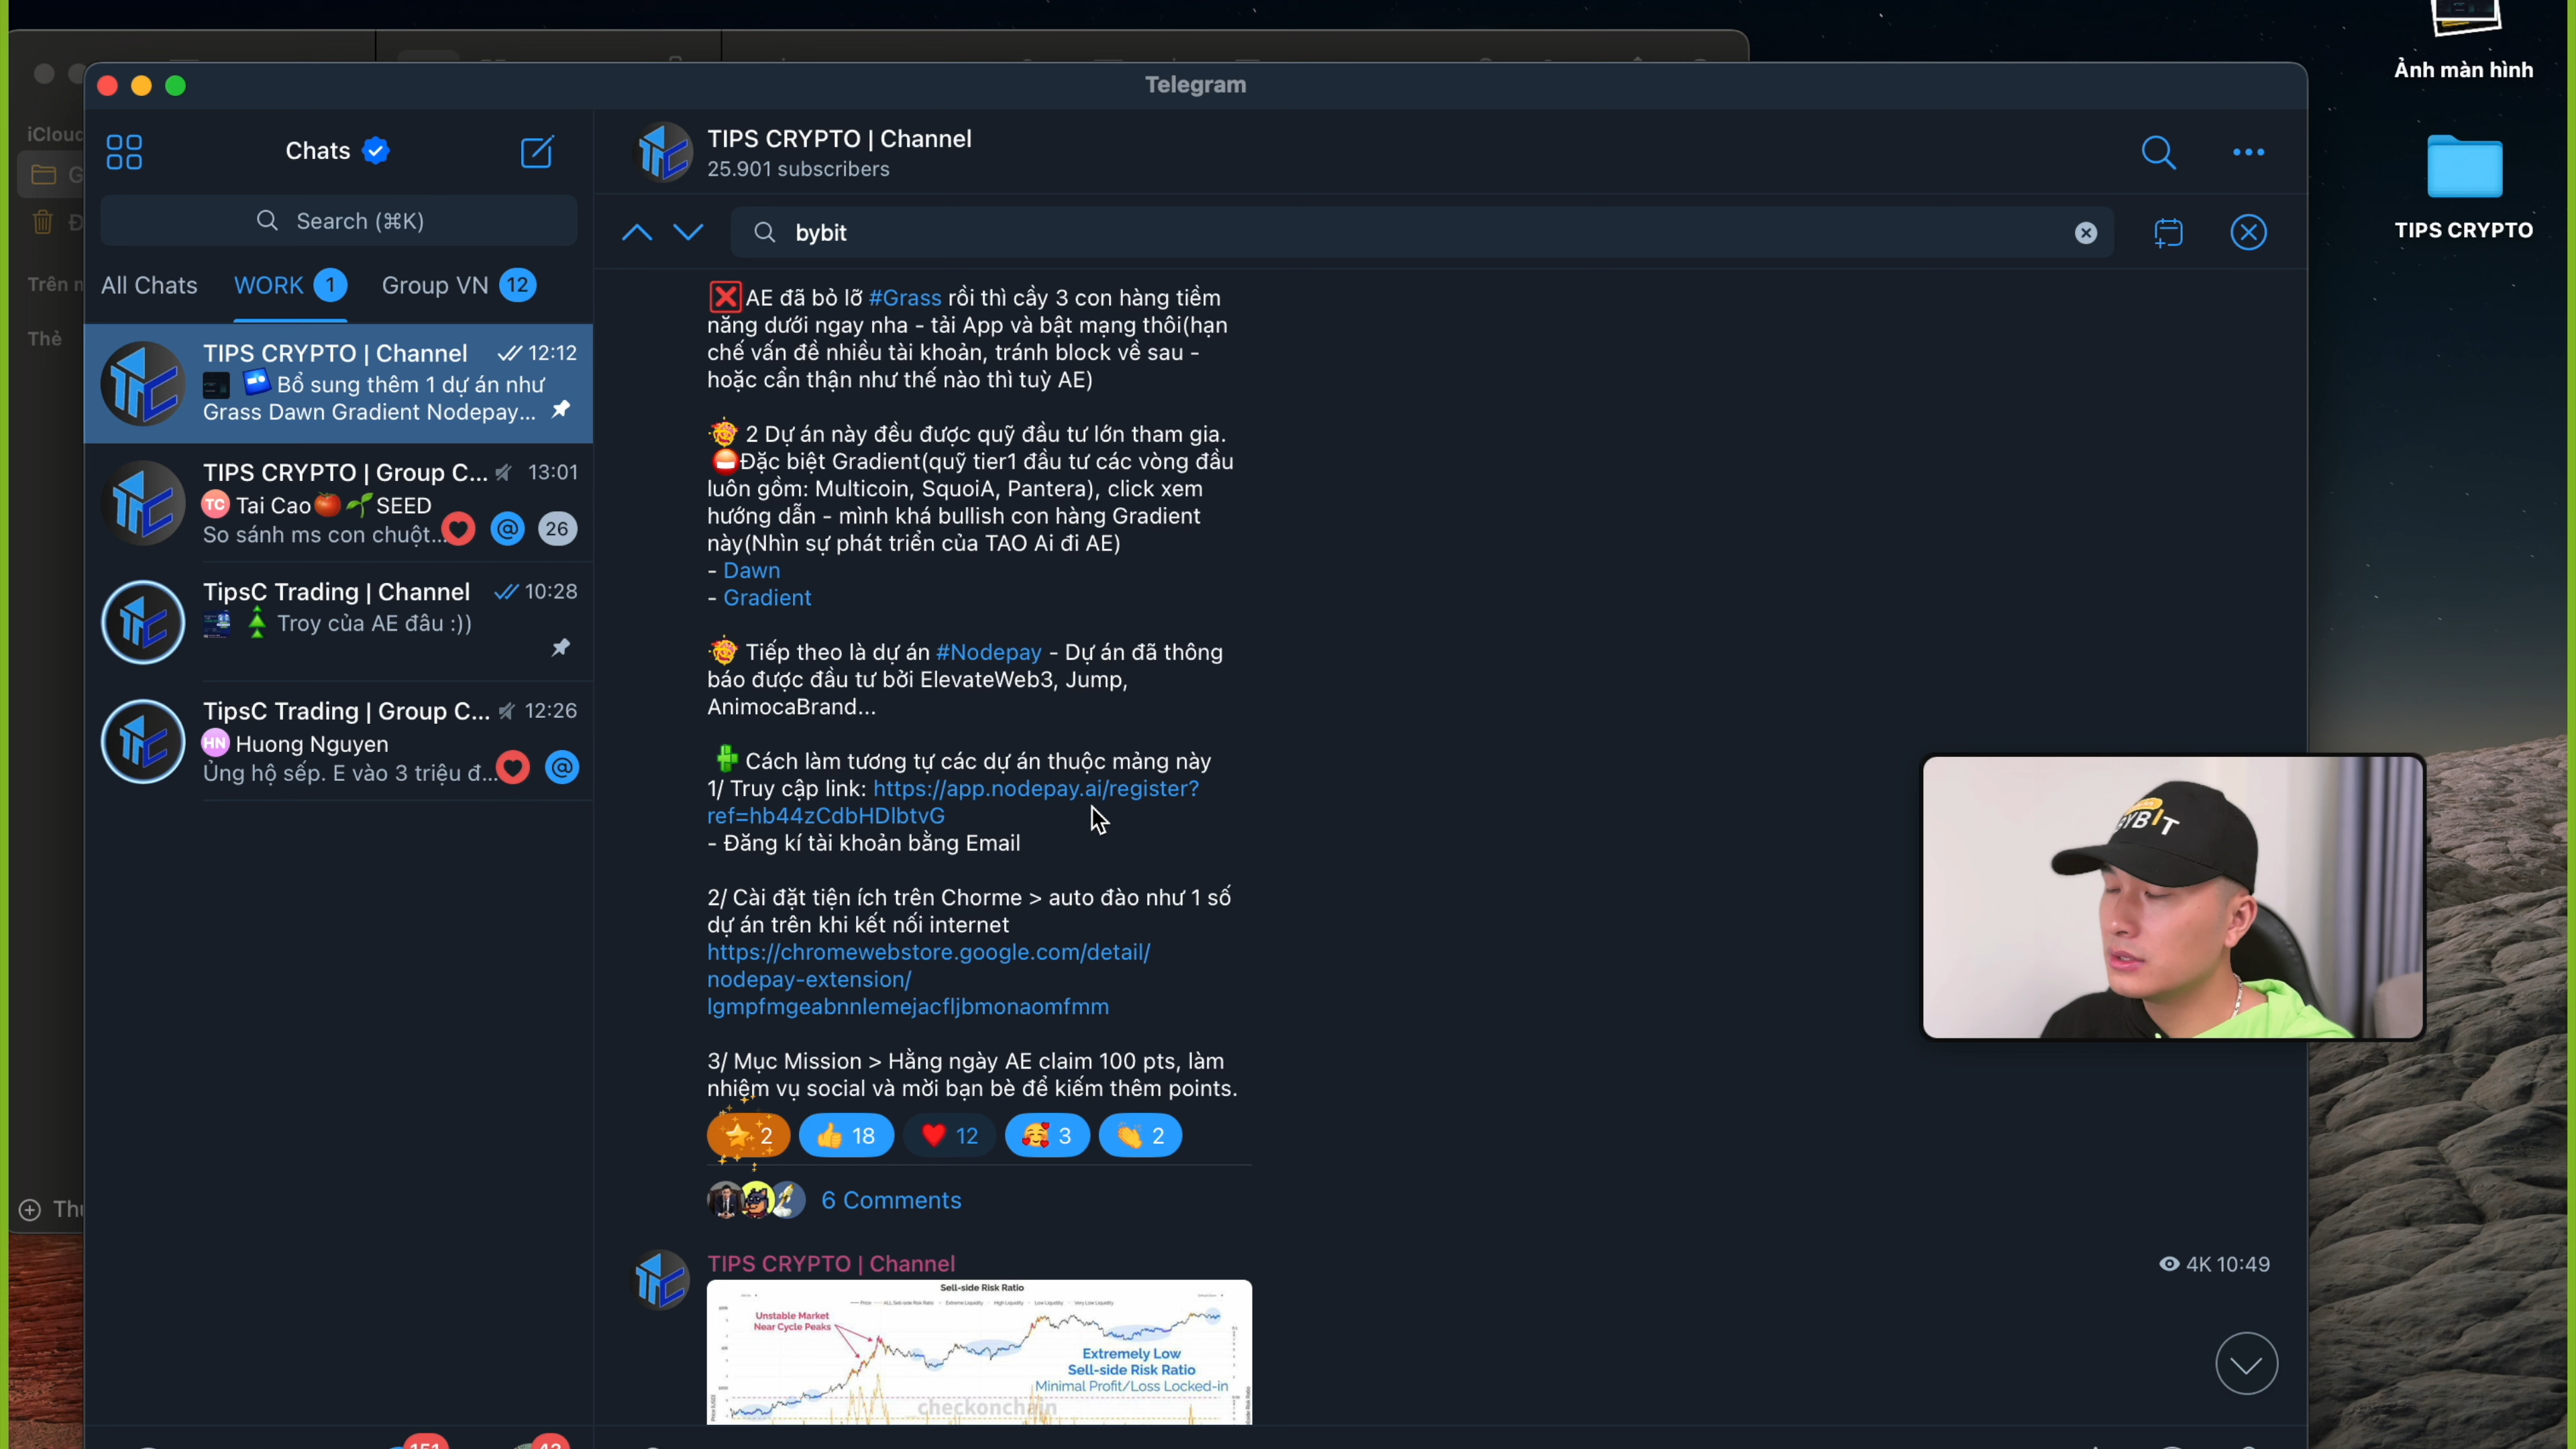 Ảnh màn hình
Telegram
iCloud
Chats
TIPS CRYPTO | Channel
25.901 subscribers
TIPS CRYPTO
Search (⌘K)
bybit
Trên m
All Chats
WORK 1
Group VN 12
Thẻ
TIPS CRYPTO | Channel 12:12
Bổ sung thêm 1 dự án như
Grass Dawn Gradient Nodepay...
TIPS CRYPTO | Group C... 13:01
TC Tai Cao🍅🌱SEED
So sánh ms con chuột... @ 26
TipsC Trading | Channel 10:28
Troy của AE đâu :))
TipsC Trading | Group C... 12:26
HN Huong Nguyen
Ủng hộ sếp. E vào 3 triệu đ... @
❌AE đã bỏ lỡ #Grass rồi thì cầy 3 con hàng tiềm
năng dưới ngay nha - tải App và bật mạng thôi(hạn
chế vấn đề nhiều tài khoản, tránh block về sau -
hoặc cẩn thận như thế nào thì tuỳ AE)
2 Dự án này đều được quỹ đầu tư lớn tham gia.
Đặc biệt Gradient(quỹ tier1 đầu tư các vòng đầu
luôn gồm: Multicoin, SquoiA, Pantera), click xem
hướng dẫn - mình khá bullish con hàng Gradient
này(Nhìn sự phát triển của TAO Ai đi AE)
- Dawn
- Gradient
Tiếp theo là dự án #Nodepay - Dự án đã thông
báo được đầu tư bởi ElevateWeb3, Jump,
AnimocaBrand...
Cách làm tương tự các dự án thuộc mảng này
1/ Truy cập link: https://app.nodepay.ai/register?
ref=hb44zCdbHDlbtvG
- Đăng kí tài khoản bằng Email
2/ Cài đặt tiện ích trên Chorme > auto đào như 1 số
dự án trên khi kết nối internet
https://chromewebstore.google.com/detail/
nodepay-extension/
lgmpfmgeabnnlemejacfljbmonaomfmm
3/ Mục Mission > Hằng ngày AE claim 100 pts, làm
nhiệm vụ social và mời bạn bè để kiếm thêm points.
2 18 12 3 2
6 Comments
TIPS CRYPTO | Channel
4K 10:49
Sell-side Risk Ratio
Unstable Market
Near Cycle Peaks
Extremely Low
Sell-side Risk Ratio
Minimal Profit/Loss Locked-in
checkonchain
BYBIT